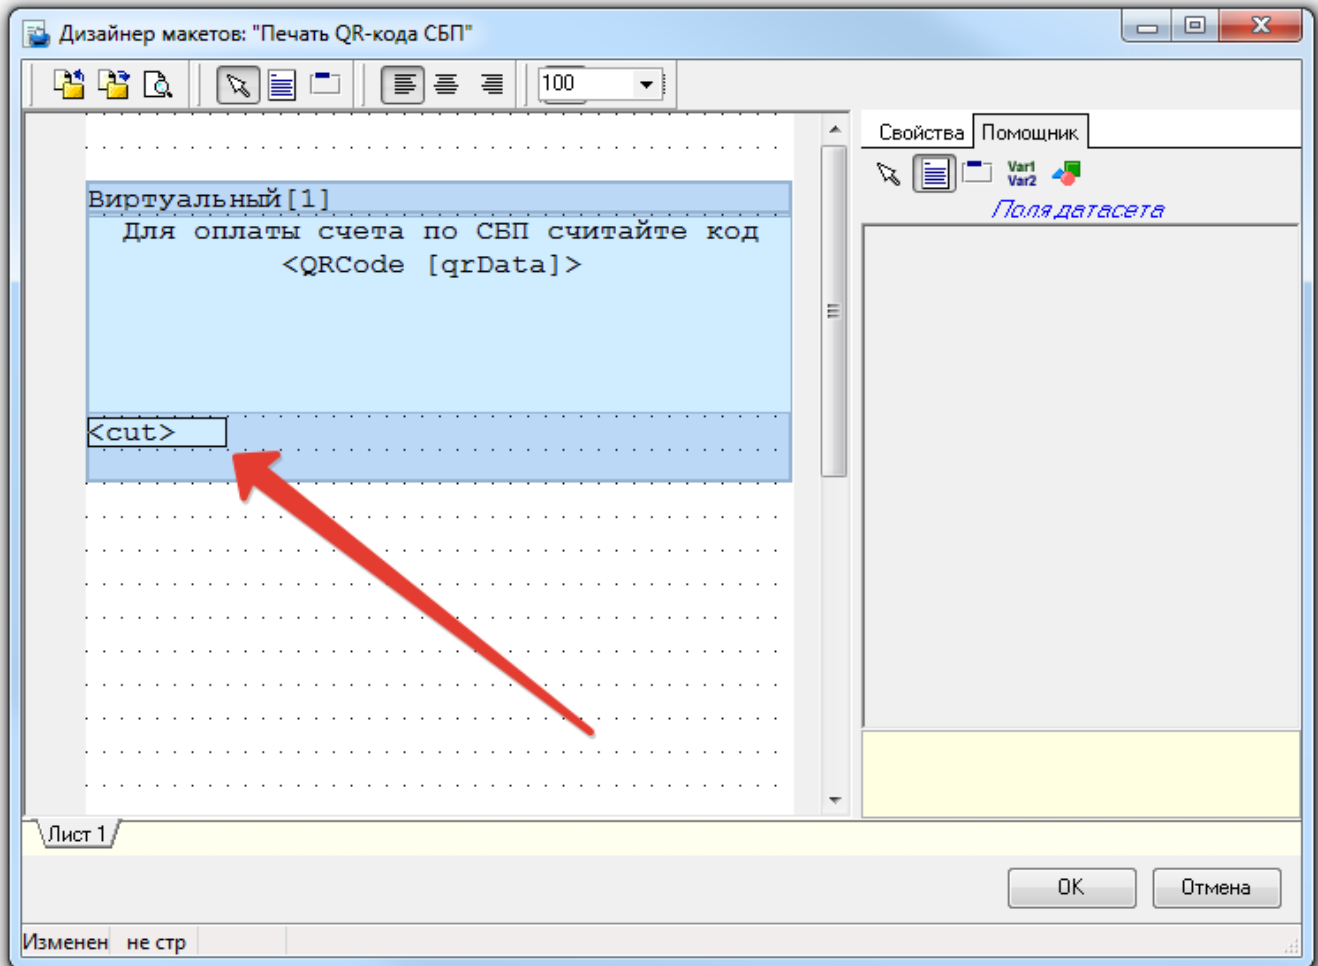 Дизайнер макетов: "Печать QR-кода СБП"
100
Свойства Помощник
Var1
Var2
Поля датасета
Виртуальный[1]
Для оплаты счета по СБП считайте код
<QRCode [qrData]>
<cut>
Лист 1
OK Отмена
Изменен не стр